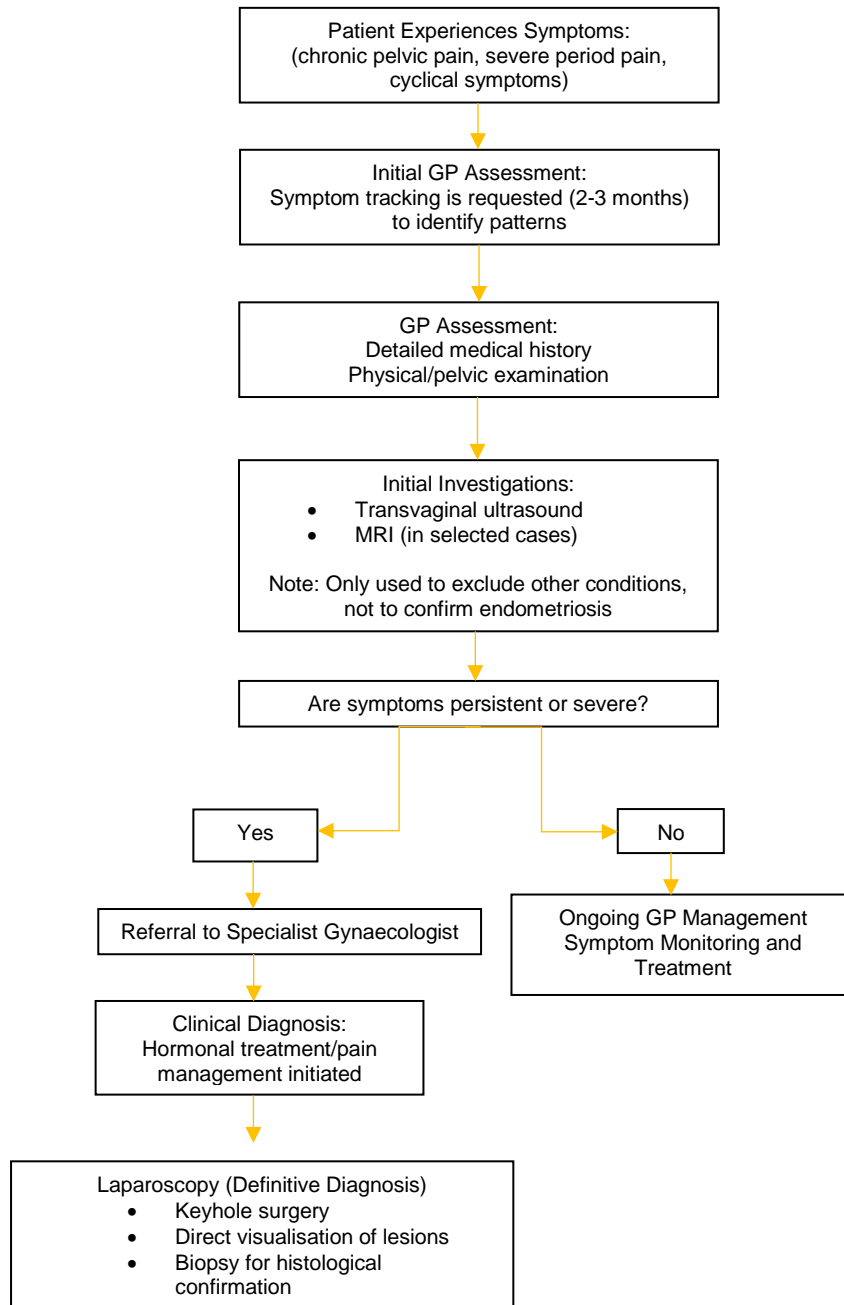 Patient Experiences Symptoms:
(chronic pelvic pain, severe period pain,
cyclical symptoms)
Initial GP Assessment:
Symptom tracking is requested (2-3 months)
to identify patterns
GP Assessment:
Detailed medical history
Physical/pelvic examination
Initial Investigations:
• Transvaginal ultrasound
• MRI (in selected cases)
Note: Only used to exclude other conditions,
not to confirm endometriosis
Are symptoms persistent or severe?
Yes
No
Referral to Specialist Gynaecologist
Ongoing GP Management
Symptom Monitoring and
Treatment
Clinical Diagnosis:
Hormonal treatment/pain
management initiated
Laparoscopy (Definitive Diagnosis)
• Keyhole surgery
• Direct visualisation of lesions
• Biopsy for histological
confirmation